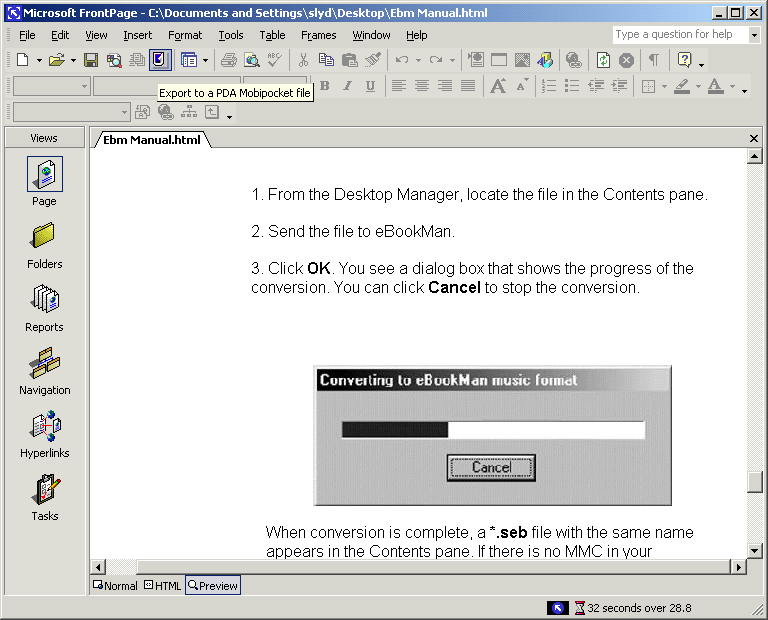 Microsoft FrontPage - C:\Documents and Settings\slyd\Desktop\Ebm Manual.html
File Edit View Insert Format Tools Table Frames Window Help
Type a question for help
Export to a PDA Mobipocket file
Views
Ebm Manual.html
Page
Folders
Reports
Navigation
Hyperlinks
Tasks
1. From the Desktop Manager, locate the file in the Contents pane.
2. Send the file to eBookMan.
3. Click OK. You see a dialog box that shows the progress of the
conversion. You can click Cancel to stop the conversion.
Converting to eBookMan music format
Cancel
When conversion is complete, a *.seb file with the same name
appears in the Contents pane. If there is no MMC in your
Normal HTML Preview
32 seconds over 28.8